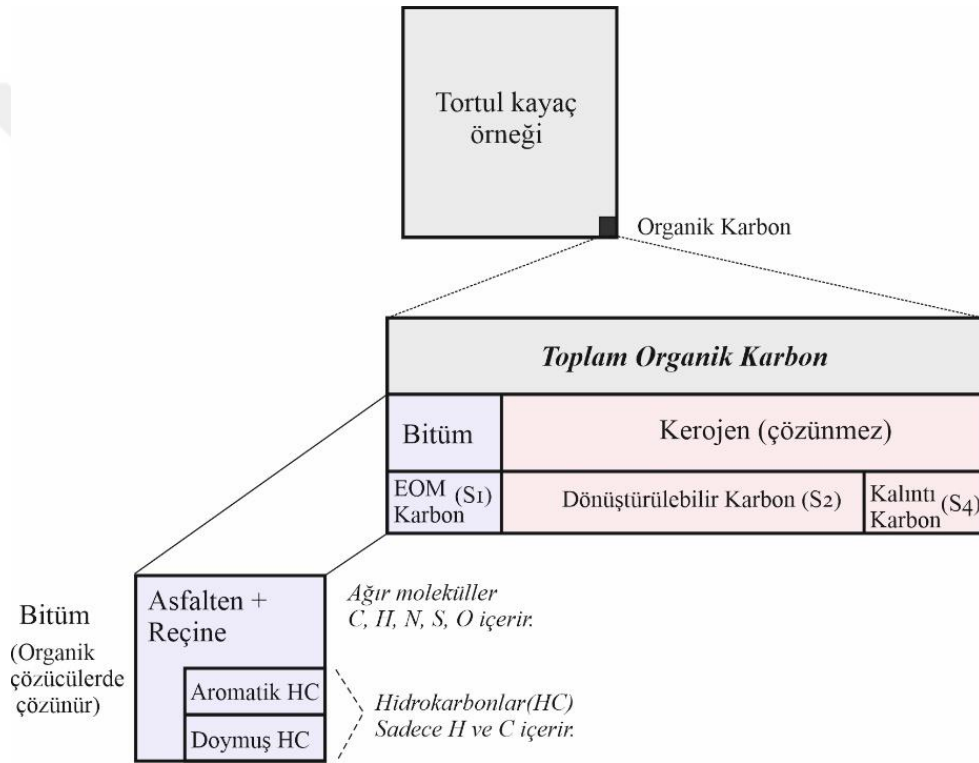 Tortul kayaç
örneği
Organik Karbon
Toplam Organik Karbon
Bitüm
Kerojen (çözünmez)
EOM (S1)
Karbon
Dönüştürülebilir Karbon (S2)
Kalıntı
Karbon (S4)
Bitüm
(Organik
çözücülerde
çözünür)
Asfalten +
Reçine
Ağır moleküller
C, H, N, S, O içerir.
Aromatik HC
Doymuş HC
Hidrokarbonlar(HC)
Sadece H ve C içerir.